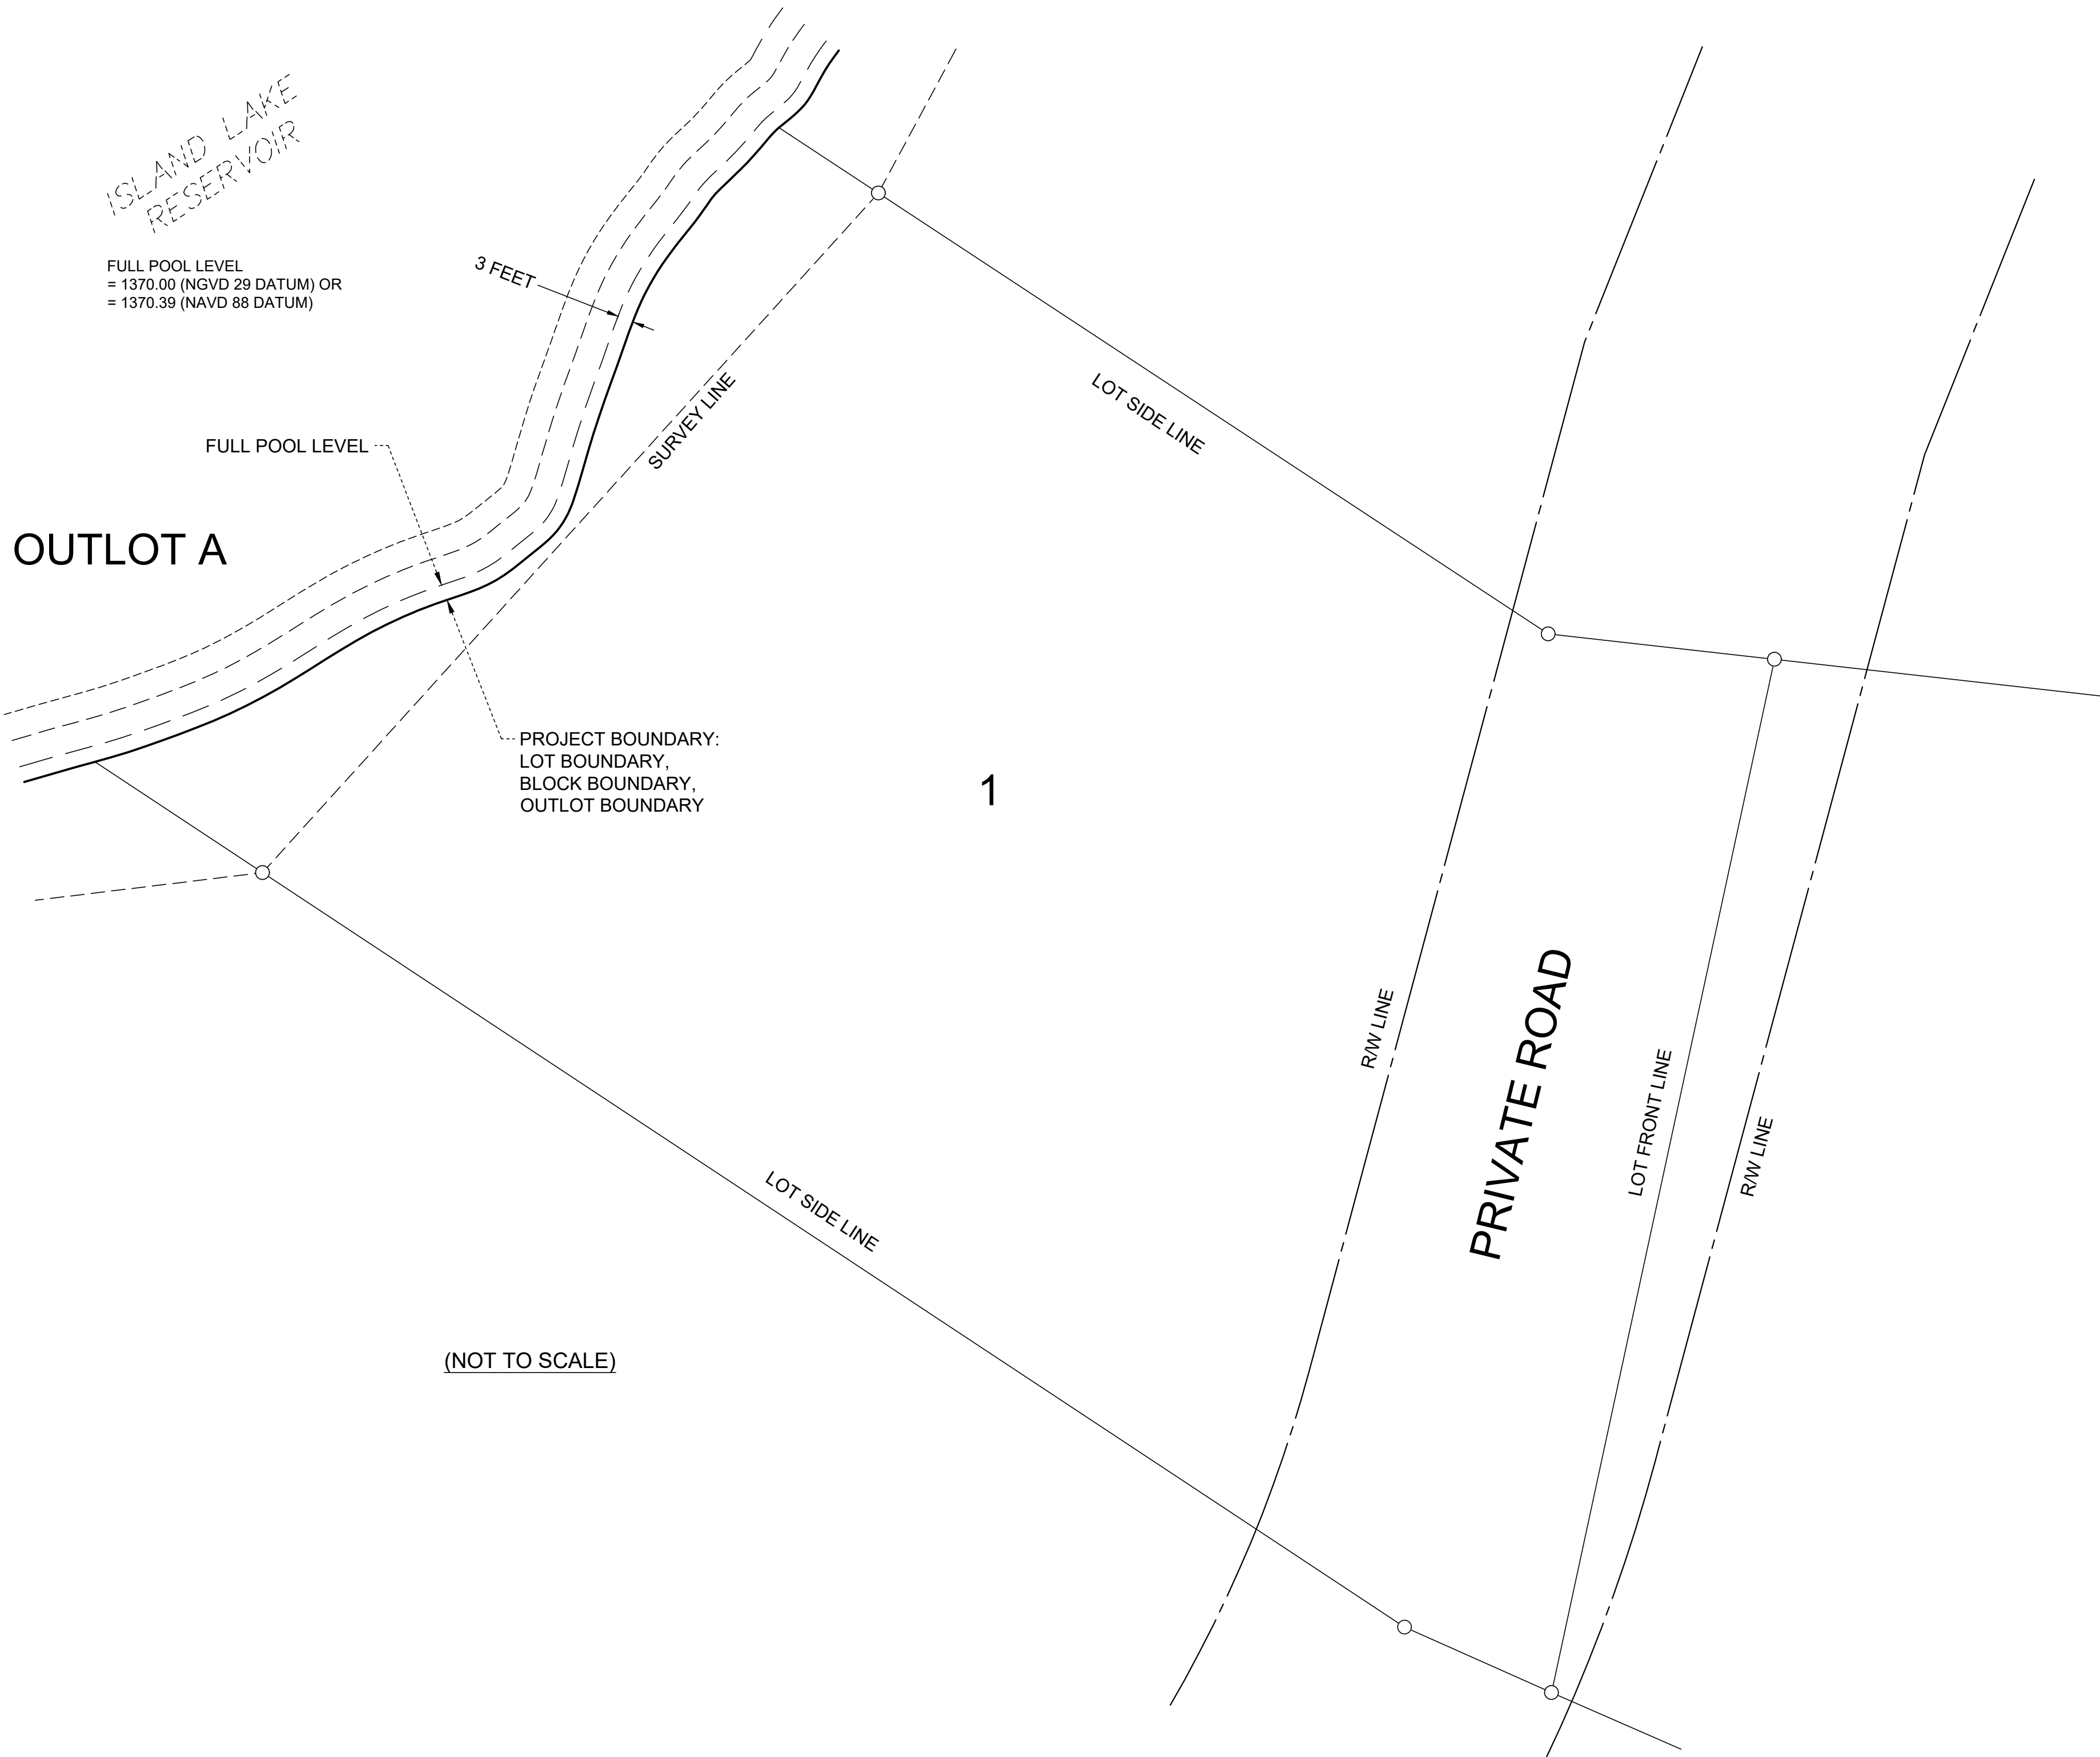 ISLAND LAKE
RESERVOIR
FULL POOL LEVEL
= 1370.00 (NGVD 29 DATUM) OR
= 1370.39 (NAVD 88 DATUM)
3 FEET
SURVEY LINE
LOT SIDE LINE
FULL POOL LEVEL
OUTLOT A
PROJECT BOUNDARY:
LOT BOUNDARY,
BLOCK BOUNDARY,
OUTLOT BOUNDARY
1
R/W LINE
PRIVATE ROAD
LOT FRONT LINE
R/W LINE
LOT SIDE LINE
(NOT TO SCALE)